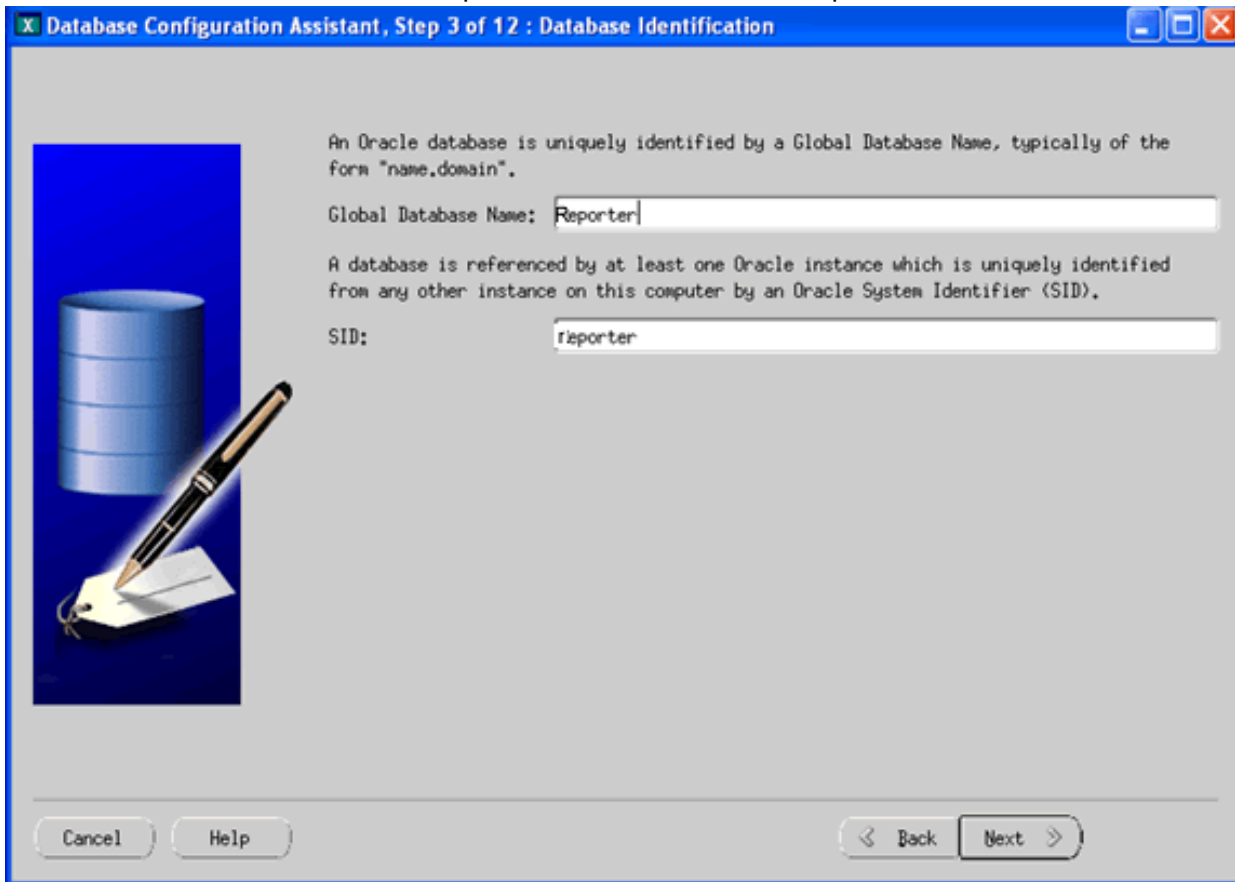 X Database Configuration Assistant, Step 3 of 12 : Database Identification
An Oracle database is uniquely identified by a Global Database Name, typically of the
form "name.domain".
Global Database Name: Reporter
A database is referenced by at least one Oracle instance which is uniquely identified
from any other instance on this computer by an Oracle System Identifier (SID).
SID: reporter
Cancel Help Back Next